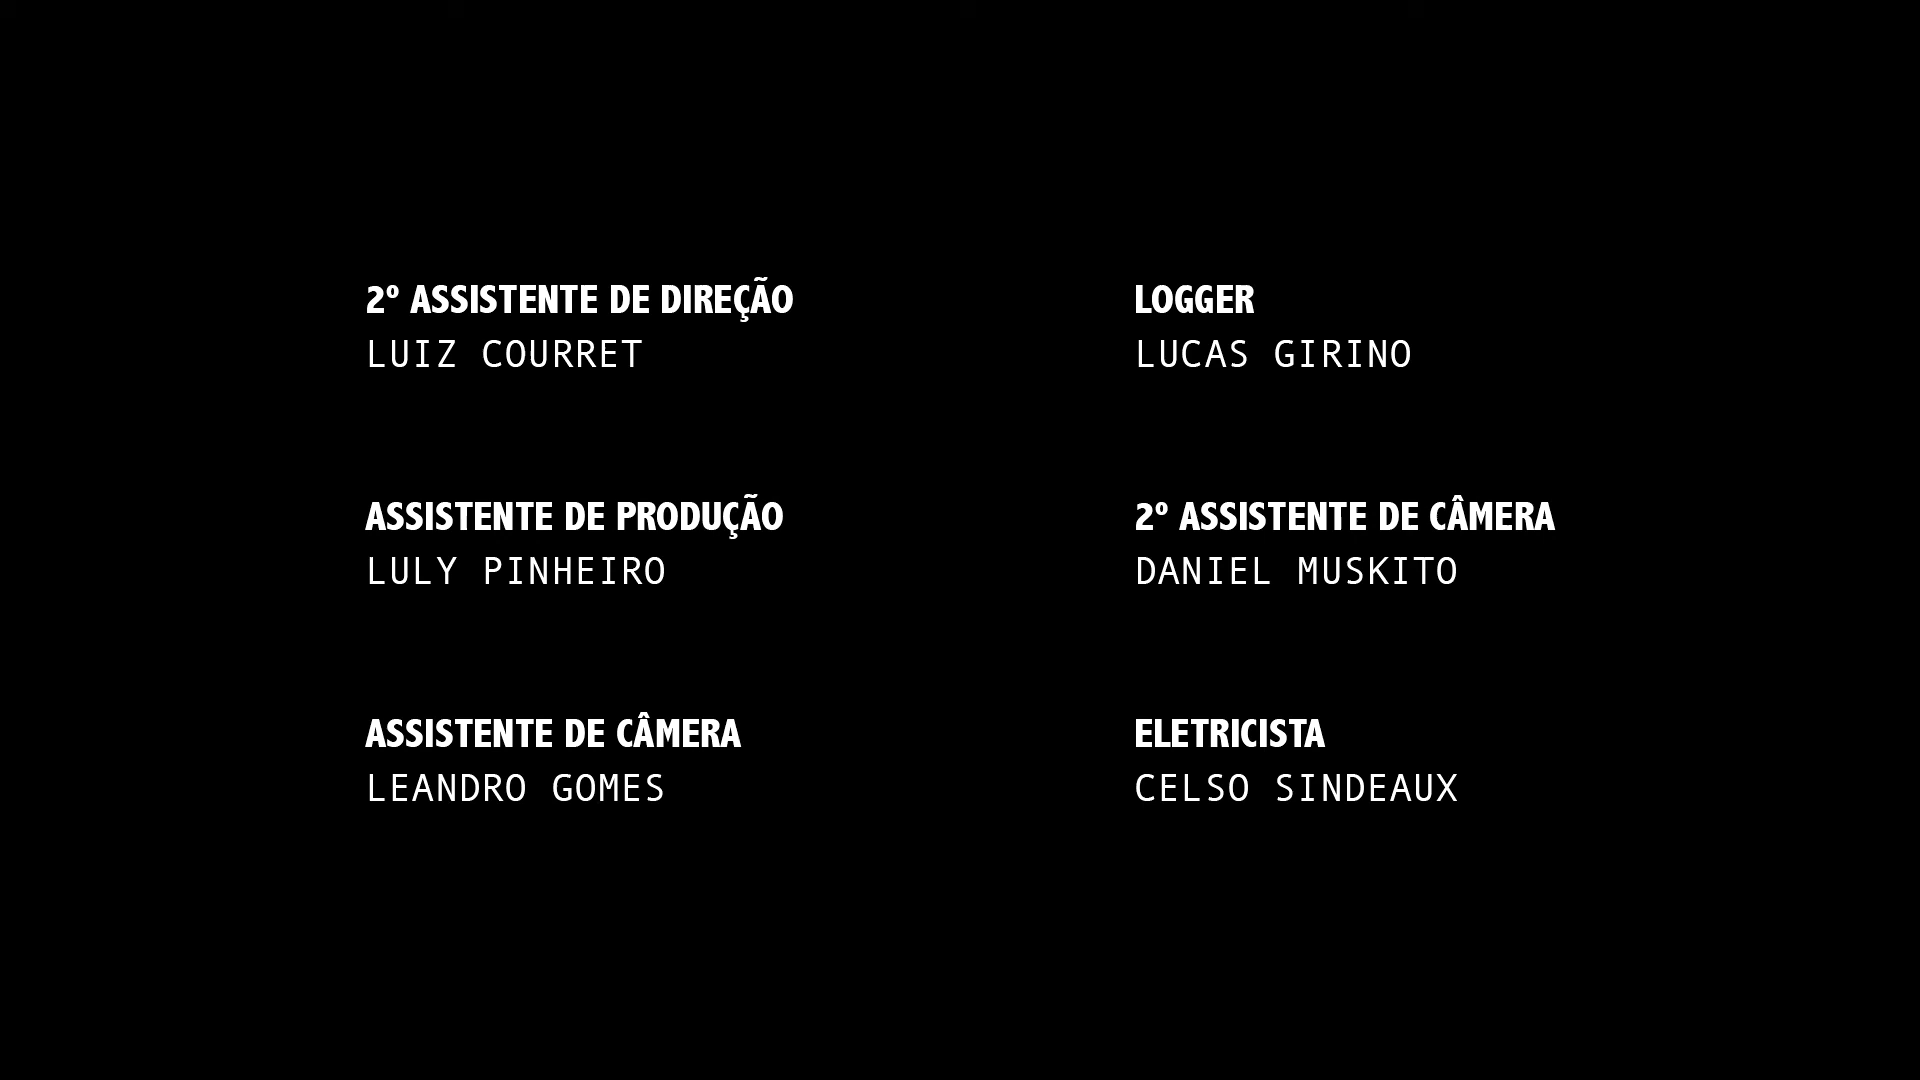 2º ASSISTENTE DE DIREÇÃO
LUIZ COURRET
ASSISTENTE DE PRODUÇÃO
LULY PINHEIRO
ASSISTENTE DE CÂMERA
LEANDRO GOMES
LOGGER
LUCAS GIRINO
2º ASSISTENTE DE CÂMERA
DANIEL MUSKITO
ELETRICISTA
CELSO SINDEAUX